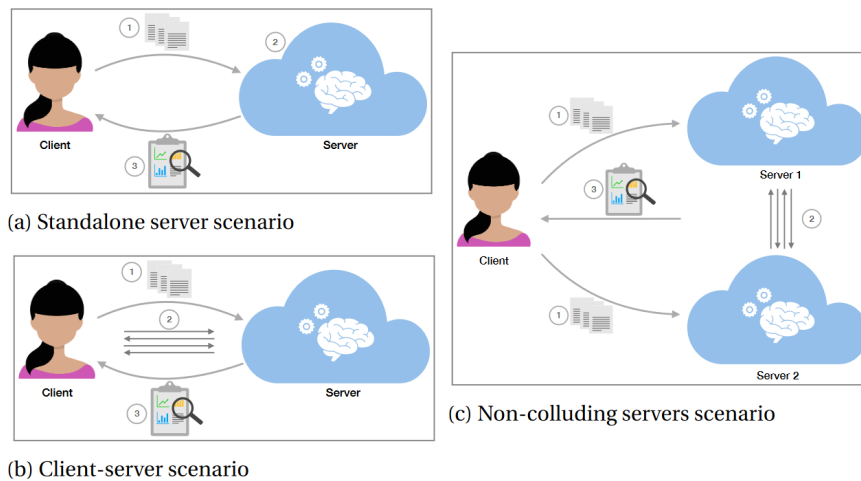 1
2
Client
Server
3
(a) Standalone server scenario
1
2
Client
Server
3
(b) Client-server scenario
1
Server 1
3
2
Client
1
Server 2
(c) Non-colluding servers scenario